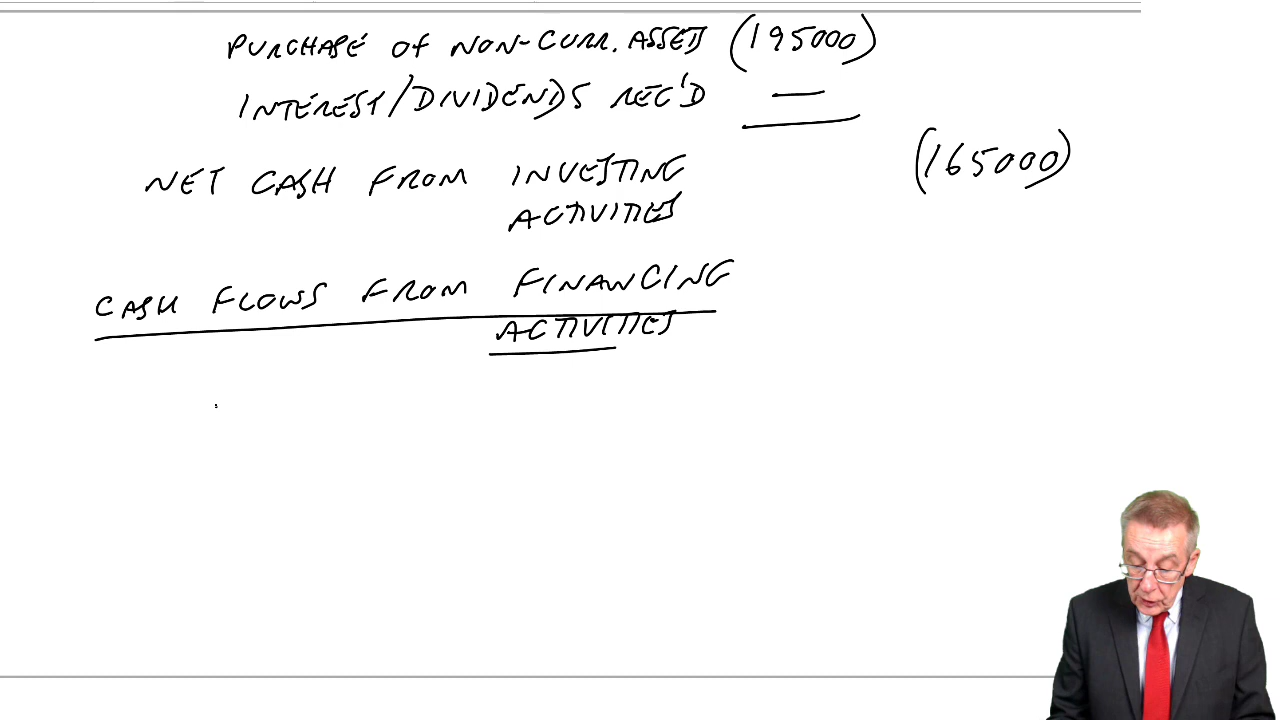 PURCHASE OF NON-CURR. ASSETS (195000)
INTEREST/DIVIDENDS REC'D —
NET CASH FROM INVESTING
ACTIVITIES (165000)
CASH FLOWS FROM FINANCING
ACTIVITIES